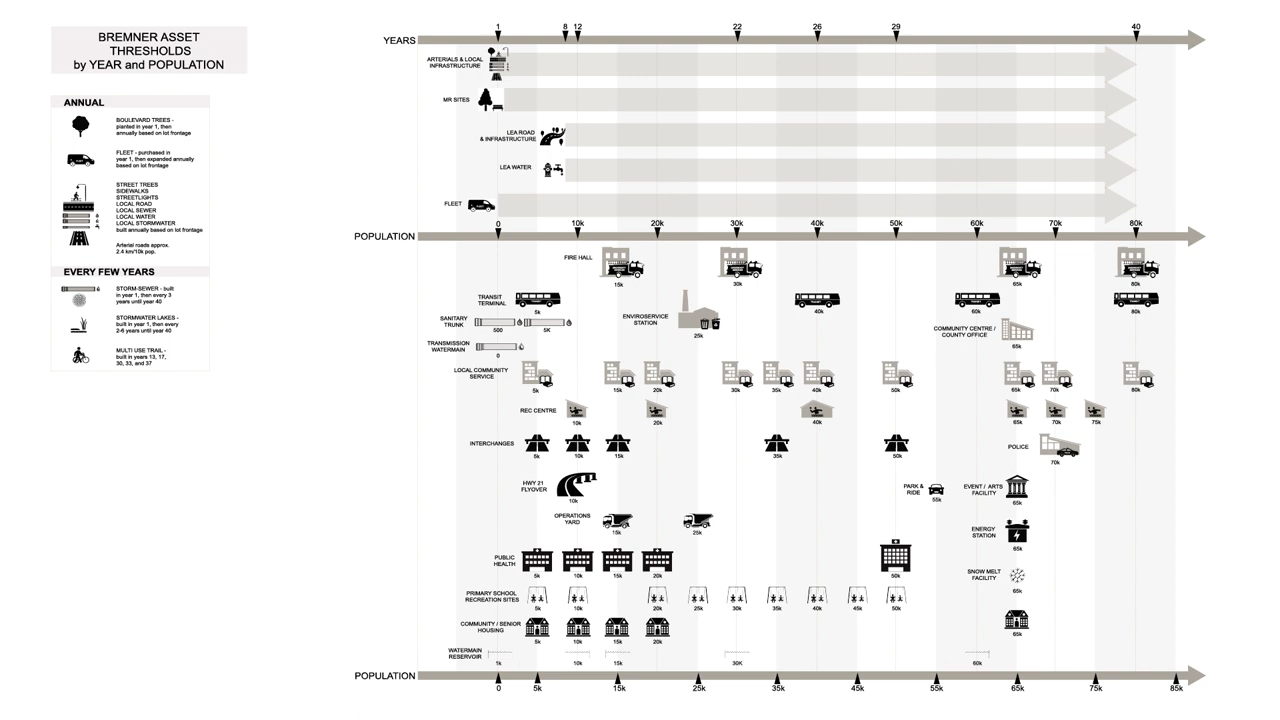 BREMNER ASSET
THRESHOLDS
by YEAR and POPULATION
ANNUAL
BOULEVARD TREES -
planted in year 1, then
annually based on lot frontage
FLEET - purchased in
year 1, then expanded annually
based on lot frontage
STREET TREES
SIDEWALKS
STREETLIGHTS
LOCAL ROAD
LOCAL SEWER
LOCAL WATER
LOCAL STORMWATER
built annually based on lot frontage
Arterial roads approx.
2.4 km/10k pop.
EVERY FEW YEARS
STORM-SEWER - built
in year 1, then every 3
years until year 40
STORMWATER LAKES -
built in year 1, then every
2-6 years until year 40
MULTI USE TRAIL -
built in years 13, 17,
30, 33, and 37
1 8 12 22 26 29 40
YEARS
ARTERIALS & LOCAL
INFRASTRUCTURE
MR SITES
LEA ROAD
& INFRASTRUCTURE
LEA WATER
FLEET
0 10k 20k 30k 40k 50k 60k 70k 80k
POPULATION
FIRE HALL
15k 30k 65k 80k
TRANSIT
TERMINAL
5k 40k 60k 80k
SANITARY
TRUNK
500 5K
ENVIROSERVICE
STATION
25k
COMMUNITY CENTRE /
COUNTY OFFICE
65k
TRANSMISSION
WATERMAIN
0
LOCAL COMMUNITY
SERVICE
5k 15k 20k 30k 35k 40k 50k 65k 70k 80k
REC CENTRE
10k 20k 40k 65k 70k 75k
INTERCHANGES
5k 10k 15k 35k 50k
POLICE
70k
HWY 21
FLYOVER
10k
PARK &
RIDE
55k
EVENT / ARTS
FACILITY
65k
OPERATIONS
YARD
15k 25k
ENERGY
STATION
65k
PUBLIC
HEALTH
5k 10k 15k 20k 50k
SNOW MELT
FACILITY
65k
PRIMARY SCHOOL
RECREATION SITES
5k 10k 20k 25k 30k 35k 40k 45k 50k
COMMUNITY / SENIOR
HOUSING
5k 10k 15k 20k 65k
WATERMAIN
RESERVOIR
1k 10k 15k 30K 60k
POPULATION
0 5k 15k 25k 35k 45k 55k 65k 75k 85k